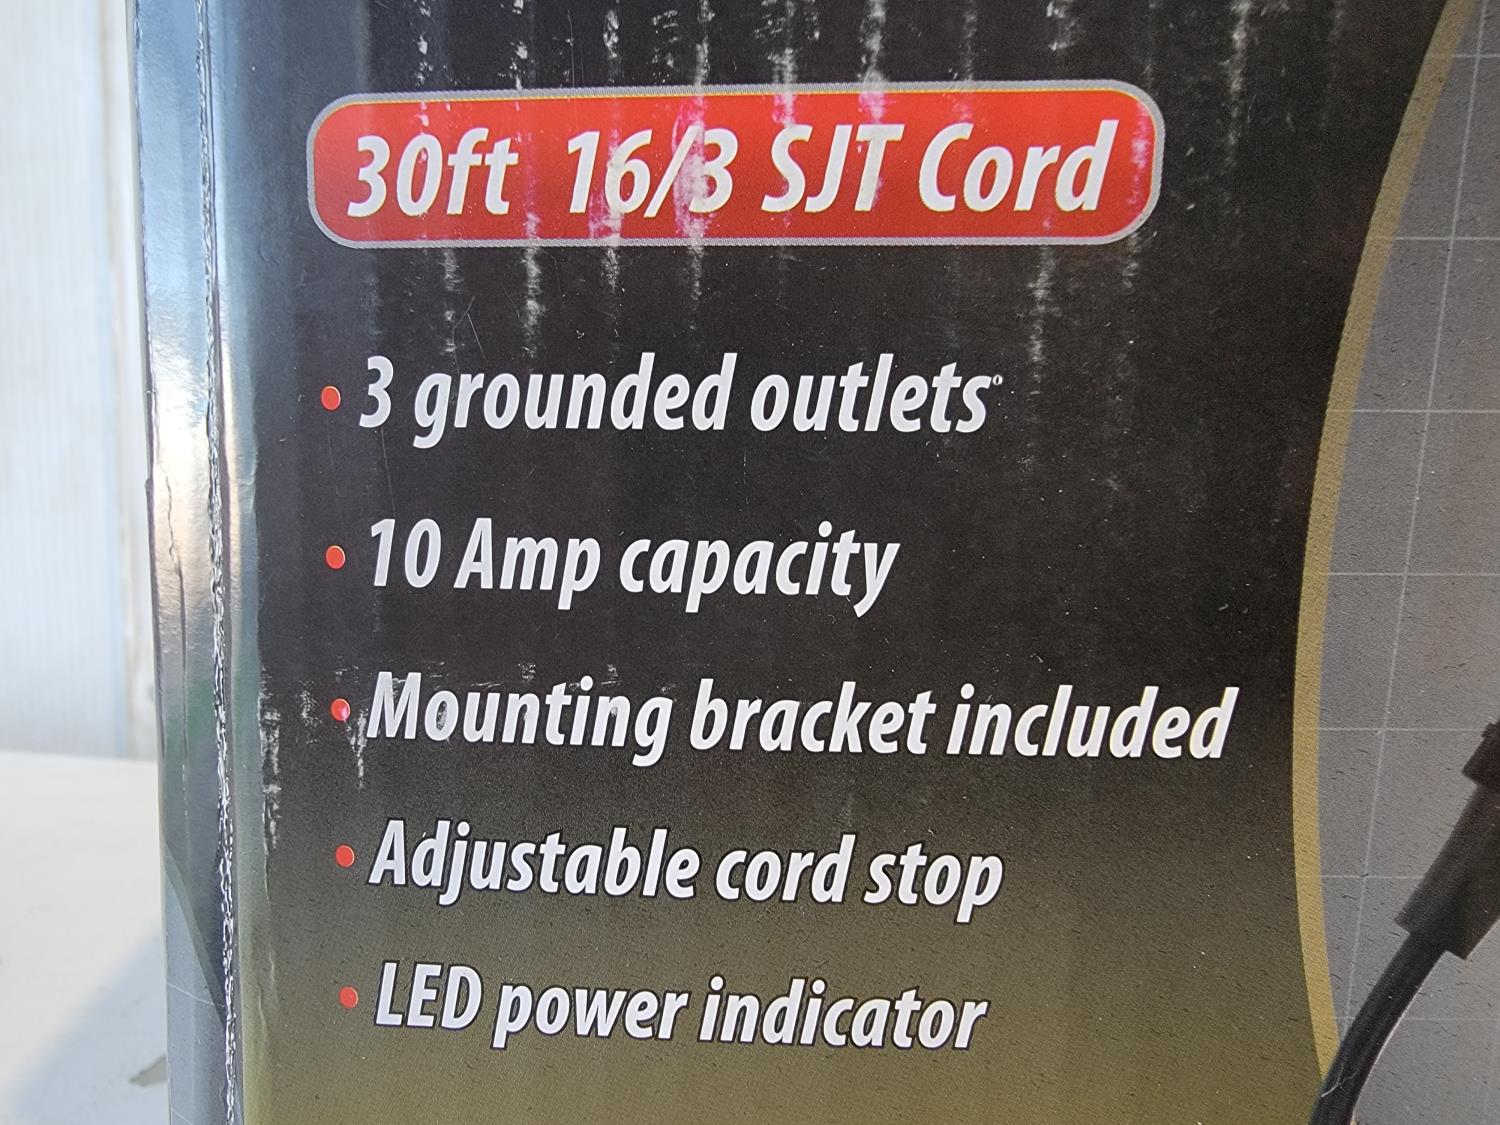 30ft 16/3 SJT Cord
• 3 grounded outlets
• 10 Amp capacity
• Mounting bracket included
• Adjustable cord stop
• LED power indicator